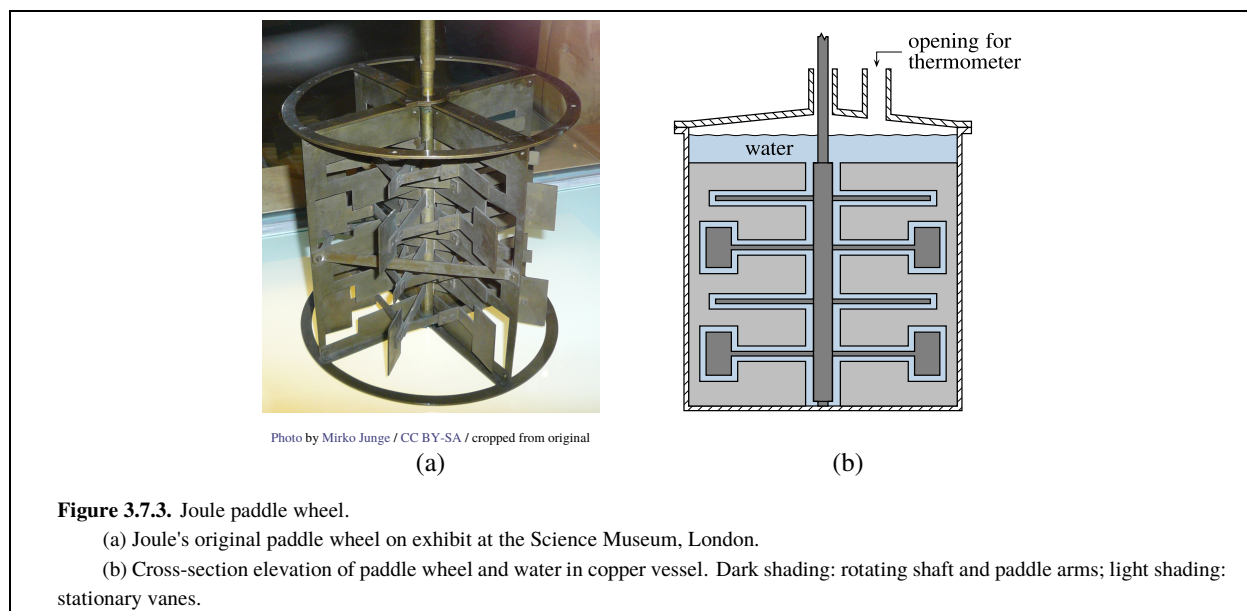 opening for
thermometer
water
Photo by Mirko Junge / CC BY-SA / cropped from original
(a)
(b)
Figure 3.7.3. Joule paddle wheel.
(a) Joule's original paddle wheel on exhibit at the Science Museum, London.
(b) Cross-section elevation of paddle wheel and water in copper vessel. Dark shading: rotating shaft and paddle arms; light shading:
stationary vanes.